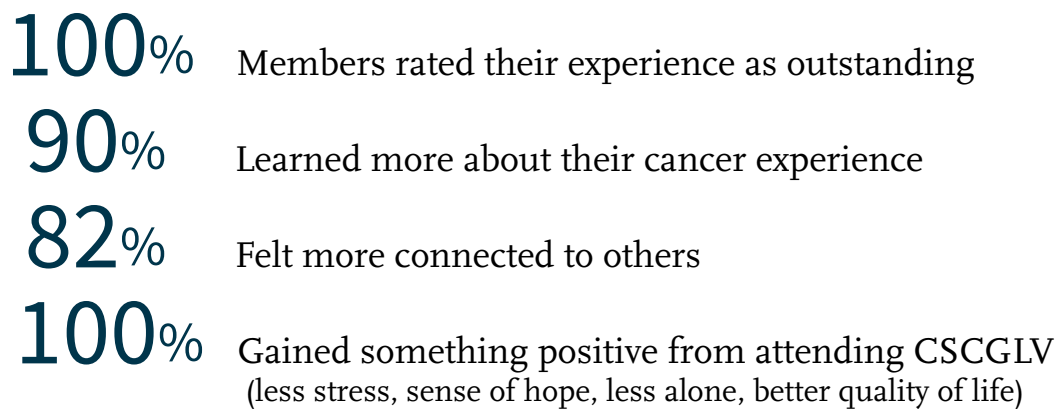 100% Members rated their experience as outstanding
90% Learned more about their cancer experience
82% Felt more connected to others
100% Gained something positive from attending CSCGLV
(less stress, sense of hope, less alone, better quality of life)